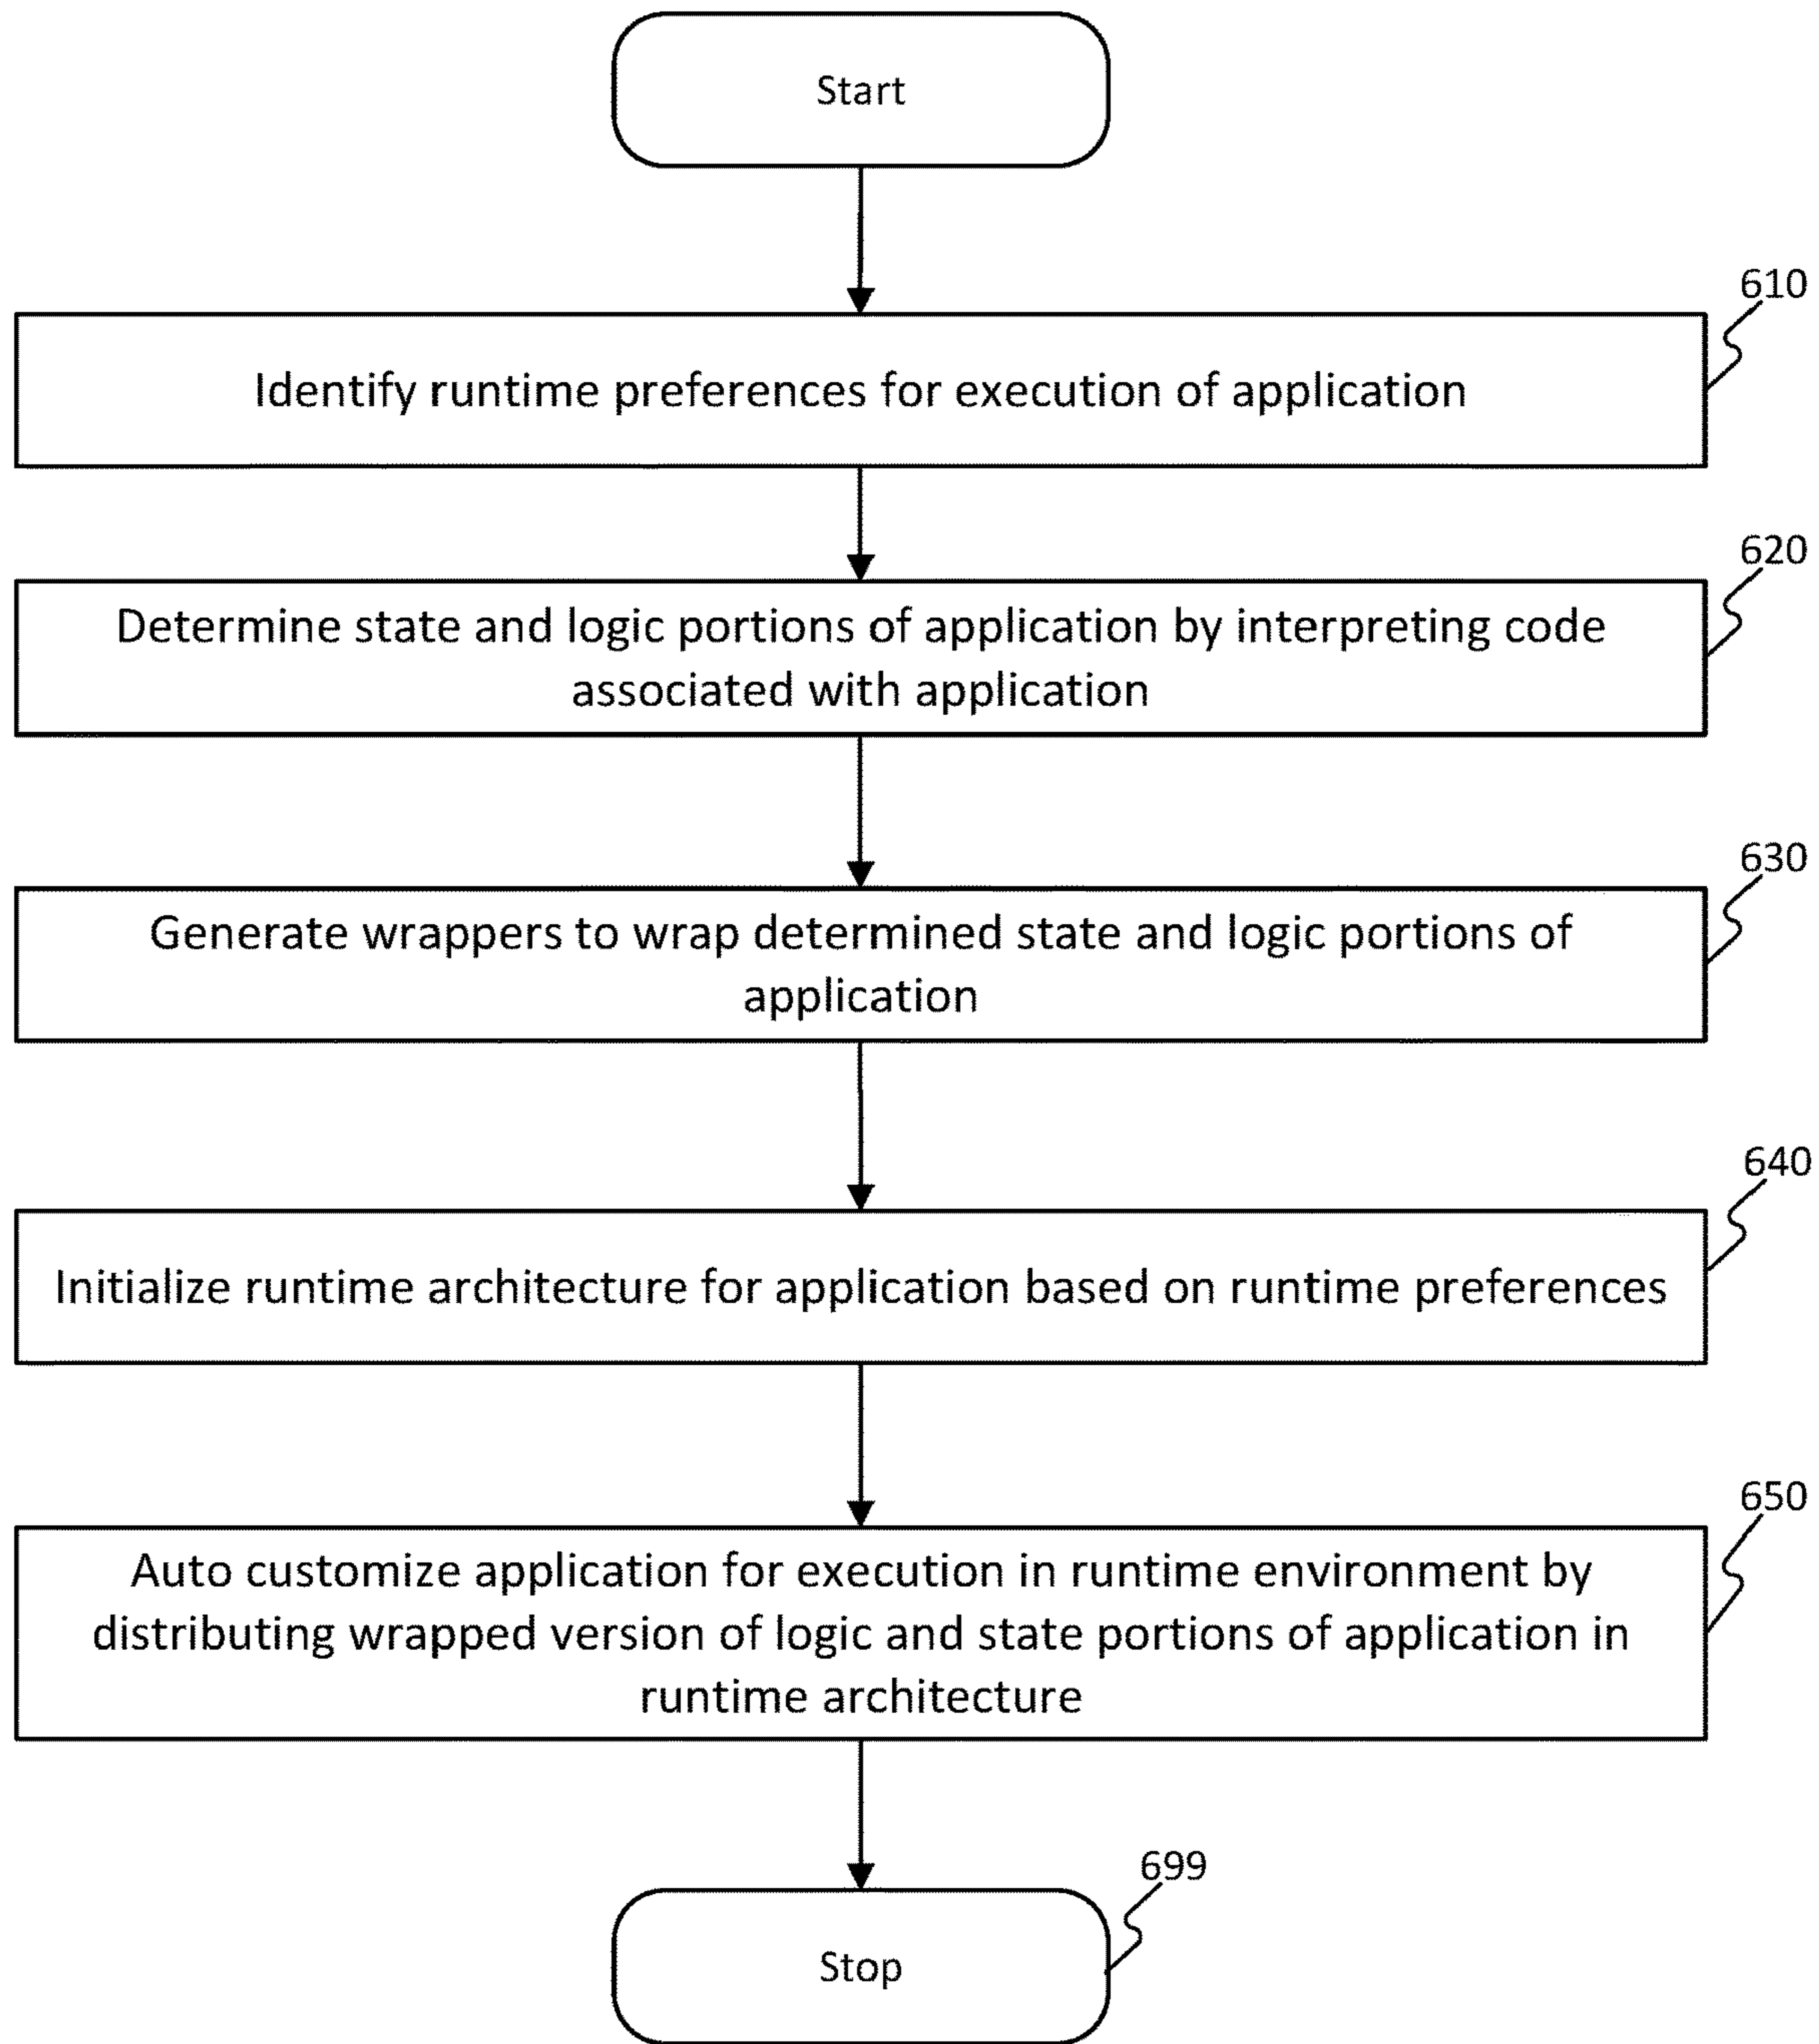 Start
610
Identify runtime preferences for execution of application
620
Determine state and logic portions of application by interpreting code
associated with application
630
Generate wrappers to wrap determined state and logic portions of
application
640
Initialize runtime architecture for application based on runtime preferences
650
Auto customize application for execution in runtime environment by
distributing wrapped version of logic and state portions of application in
runtime architecture
699
Stop